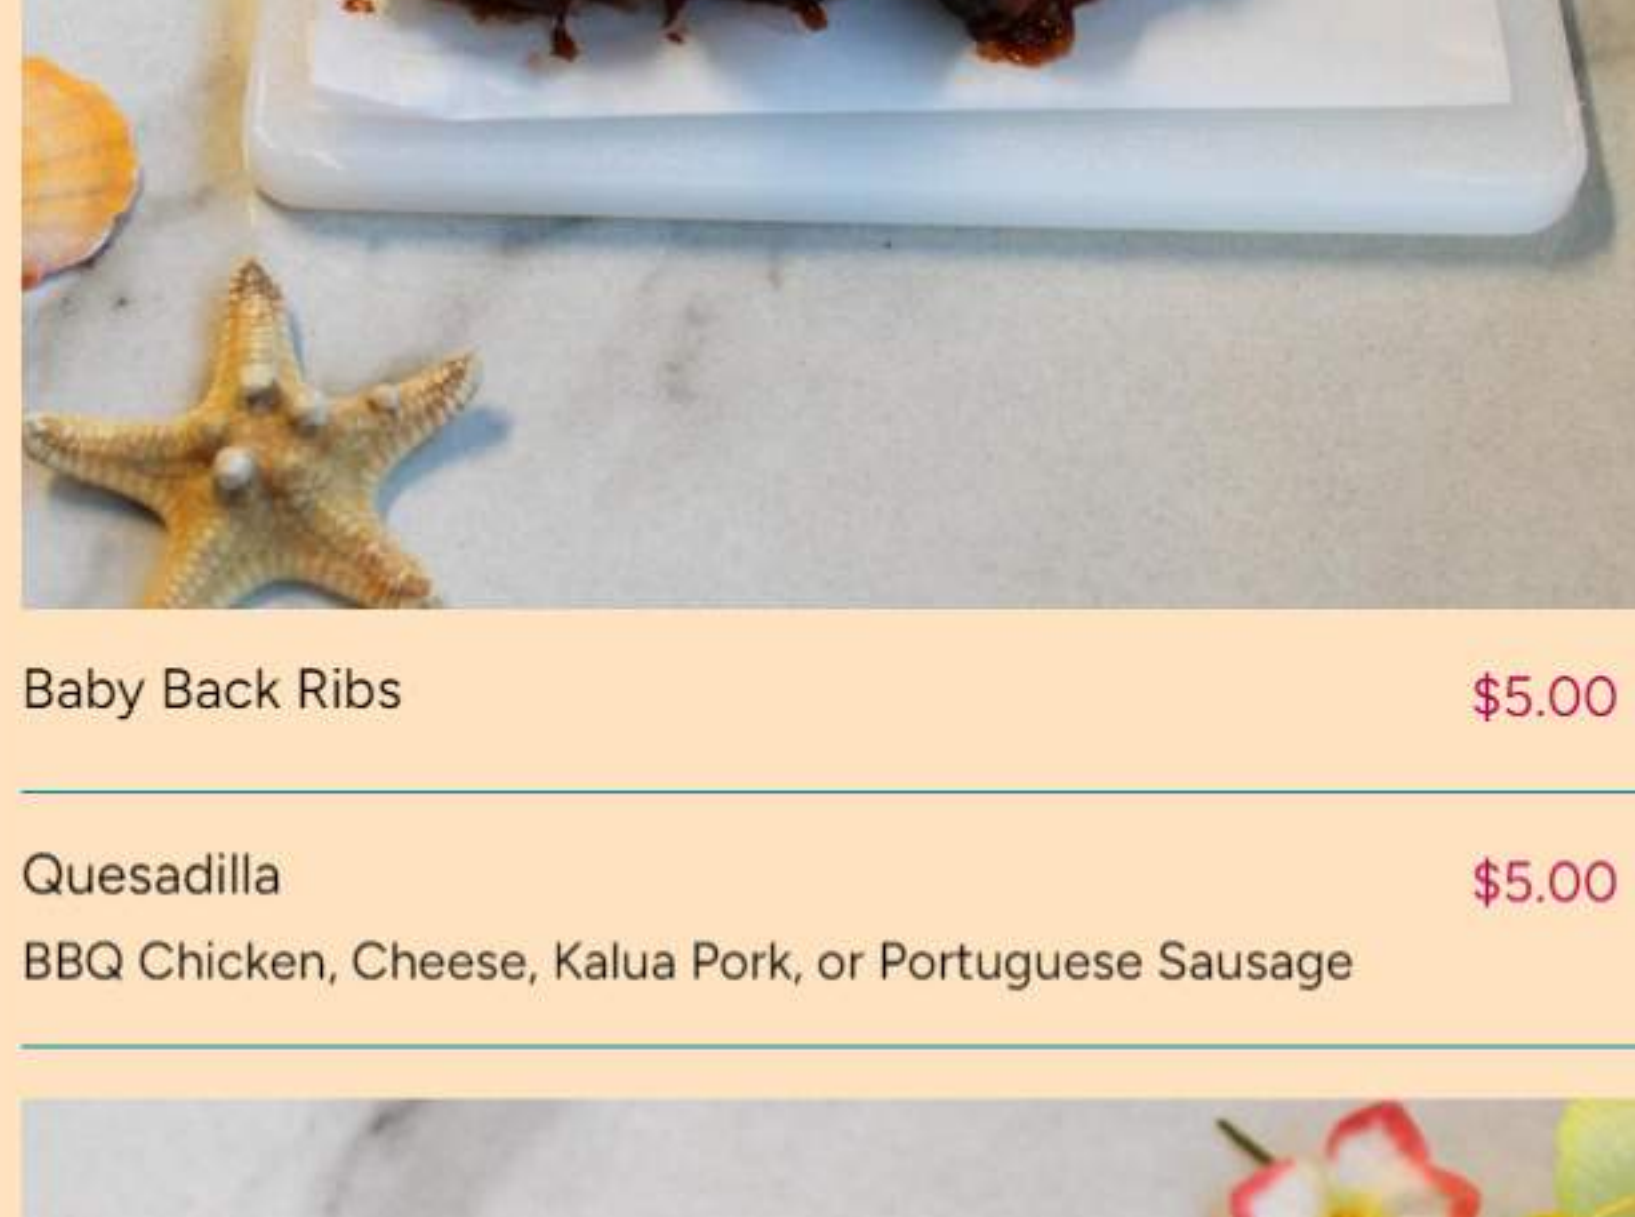 Baby Back Ribs $5.00
Quesadilla $5.00
BBQ Chicken, Cheese, Kalua Pork, or Portuguese Sausage